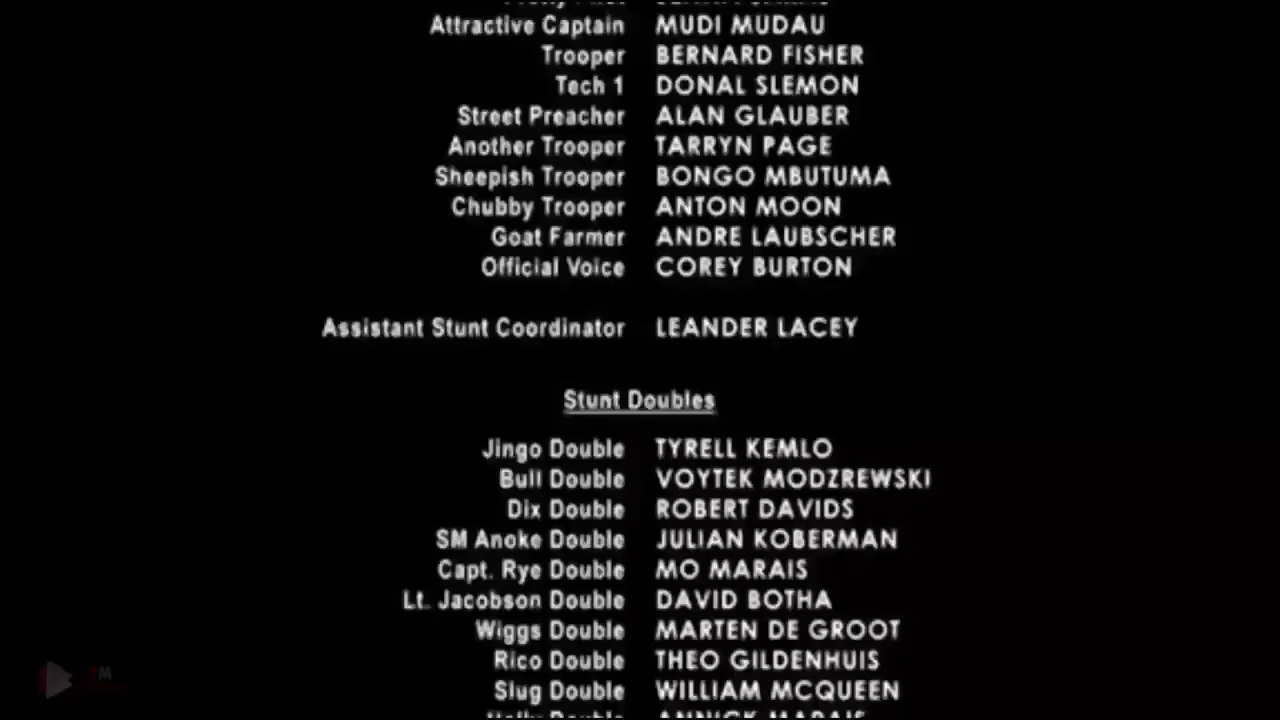 Attractive Captain MUDI MUDAU
Trooper BERNARD FISHER
Tech 1 DONAL SLEMON
Street Preacher ALAN GLAUBER
Another Trooper TARRYN PAGE
Sheepish Trooper BONGO MBUTUMA
Chubby Trooper ANTON MOON
Goat Farmer ANDRE LAUBSCHER
Official Voice COREY BURTON
Assistant Stunt Coordinator LEANDER LACEY
Stunt Doubles
Jingo Double TYRELL KEMLO
Bull Double VOYTEK MODZREWSKI
Dix Double ROBERT DAVIDS
SM Anoke Double JULIAN KOBERMAN
Capt. Rye Double MO MARAIS
Lt. Jacobson Double DAVID BOTHA
Wiggs Double MARTEN DE GROOT
Rico Double THEO GILDENHUIS
Slug Double WILLIAM MCQUEEN
Double ANNICK MARAIS